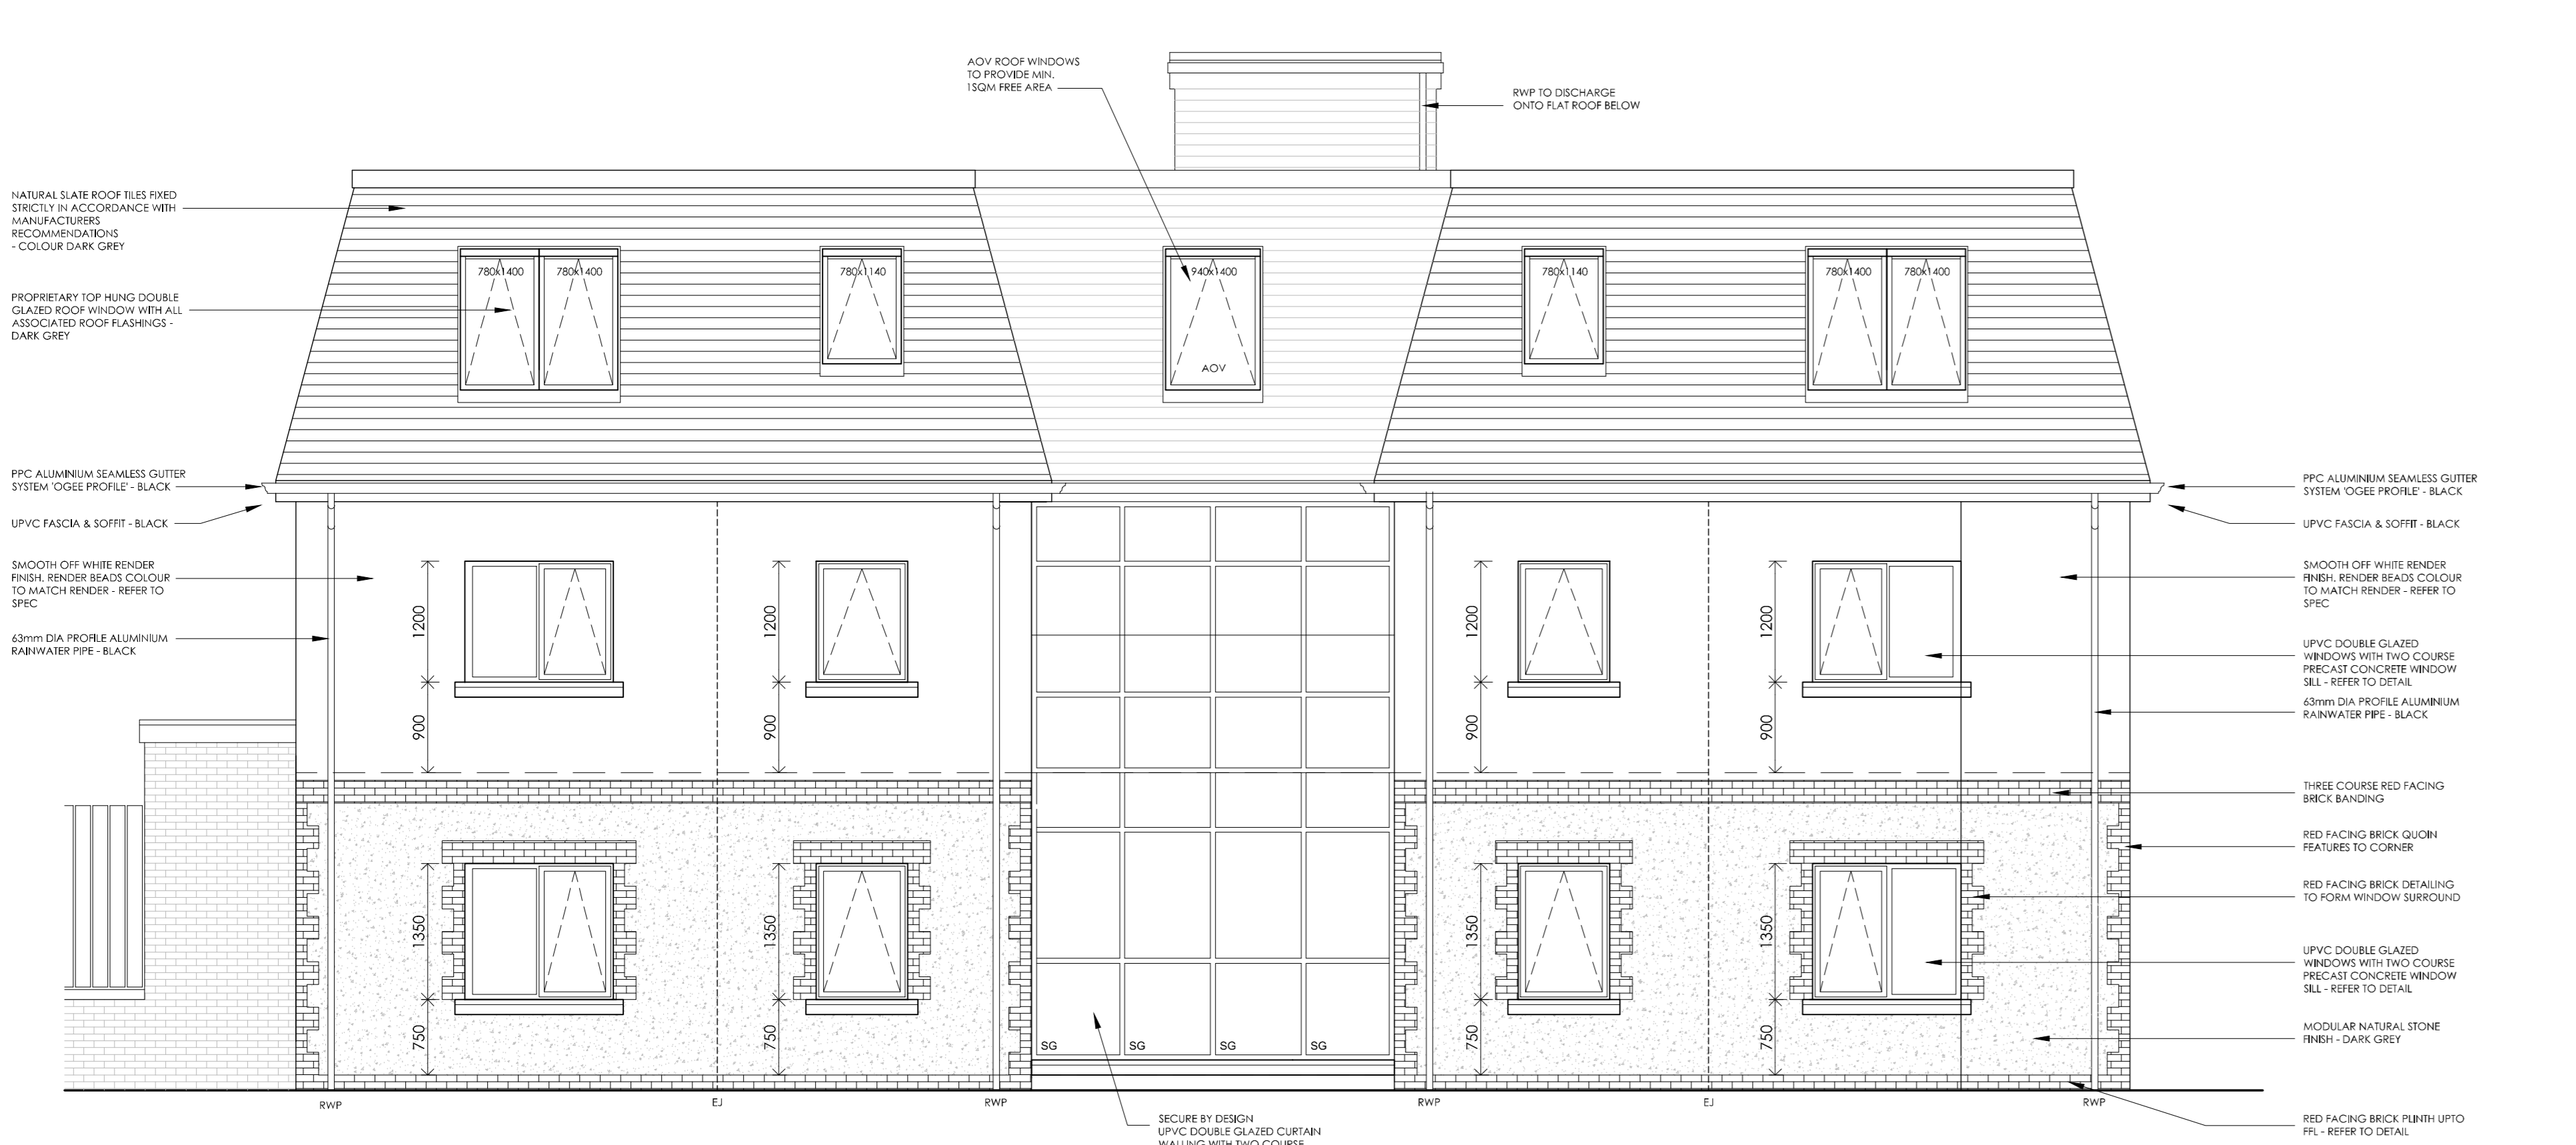 AOV ROOF WINDOWS
TO PROVIDE MIN.
1SQM FREE AREA
RWP TO DISCHARGE
ONTO FLAT ROOF BELOW
NATURAL SLATE ROOF TILES FIXED
STRICTLY IN ACCORDANCE WITH
MANUFACTURERS
RECOMMENDATIONS
- COLOUR DARK GREY
PROPRIETARY TOP HUNG DOUBLE
GLAZED ROOF WINDOW WITH ALL
ASSOCIATED ROOF FLASHINGS -
DARK GREY
780x1400
780x1400
780x1140
940x1400
780x1140
780x1400
780x1400
AOV
PPC ALUMINIUM SEAMLESS GUTTER
SYSTEM 'OGEE PROFILE' - BLACK
UPVC FASCIA & SOFFIT - BLACK
SMOOTH OFF WHITE RENDER
FINISH. RENDER BEADS COLOUR
TO MATCH RENDER - REFER TO
SPEC
63mm DIA PROFILE ALUMINIUM
RAINWATER PIPE - BLACK
1200
1200
1200
1200
900
900
900
900
1350
1350
1350
1350
750
750
750
750
SG
SG
SG
SG
PPC ALUMINIUM SEAMLESS GUTTER
SYSTEM 'OGEE PROFILE' - BLACK
UPVC FASCIA & SOFFIT - BLACK
SMOOTH OFF WHITE RENDER
FINISH. RENDER BEADS COLOUR
TO MATCH RENDER - REFER TO
SPEC
UPVC DOUBLE GLAZED
WINDOWS WITH TWO COURSE
PRECAST CONCRETE WINDOW
SILL - REFER TO DETAIL
63mm DIA PROFILE ALUMINIUM
RAINWATER PIPE - BLACK
THREE COURSE RED FACING
BRICK BANDING
RED FACING BRICK QUOIN
FEATURES TO CORNER
RED FACING BRICK DETAILING
TO FORM WINDOW SURROUND
UPVC DOUBLE GLAZED
WINDOWS WITH TWO COURSE
PRECAST CONCRETE WINDOW
SILL - REFER TO DETAIL
MODULAR NATURAL STONE
FINISH - DARK GREY
RED FACING BRICK PLINTH UPTO
FFL - REFER TO DETAIL
RWP
EJ
RWP
RWP
EJ
RWP
SECURE BY DESIGN
UPVC DOUBLE GLAZED CURTAIN
WALLING WITH TWO COURSE